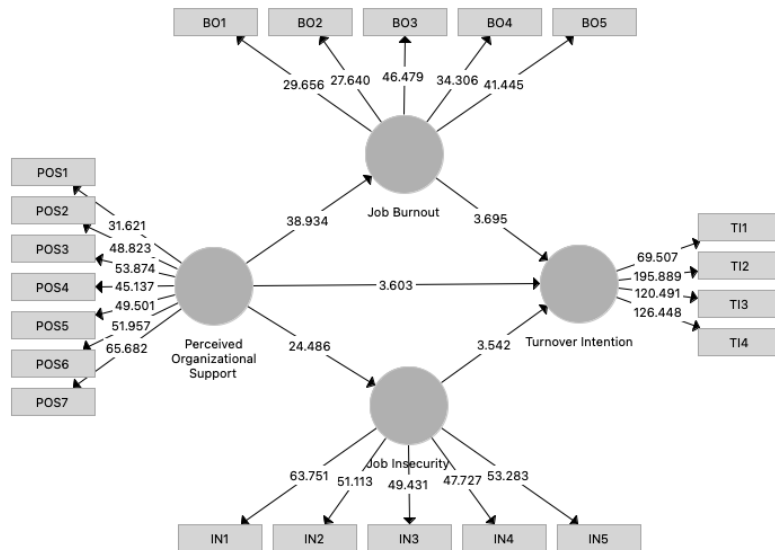 BO1
BO2
BO3
BO4
BO5
29.656
27.640
46.479
34.306
41.445
Job Burnout
POS1
POS2
POS3
POS4
POS5
POS6
POS7
31.621
48.823
53.874
45.137
49.501
51.957
65.682
Perceived
Organizational
Support
38.934
3.603
24.486
3.695
3.542
Turnover Intention
69.507
195.889
120.491
126.448
TI1
TI2
TI3
TI4
Job Insecurity
63.751
51.113
49.431
47.727
53.283
IN1
IN2
IN3
IN4
IN5